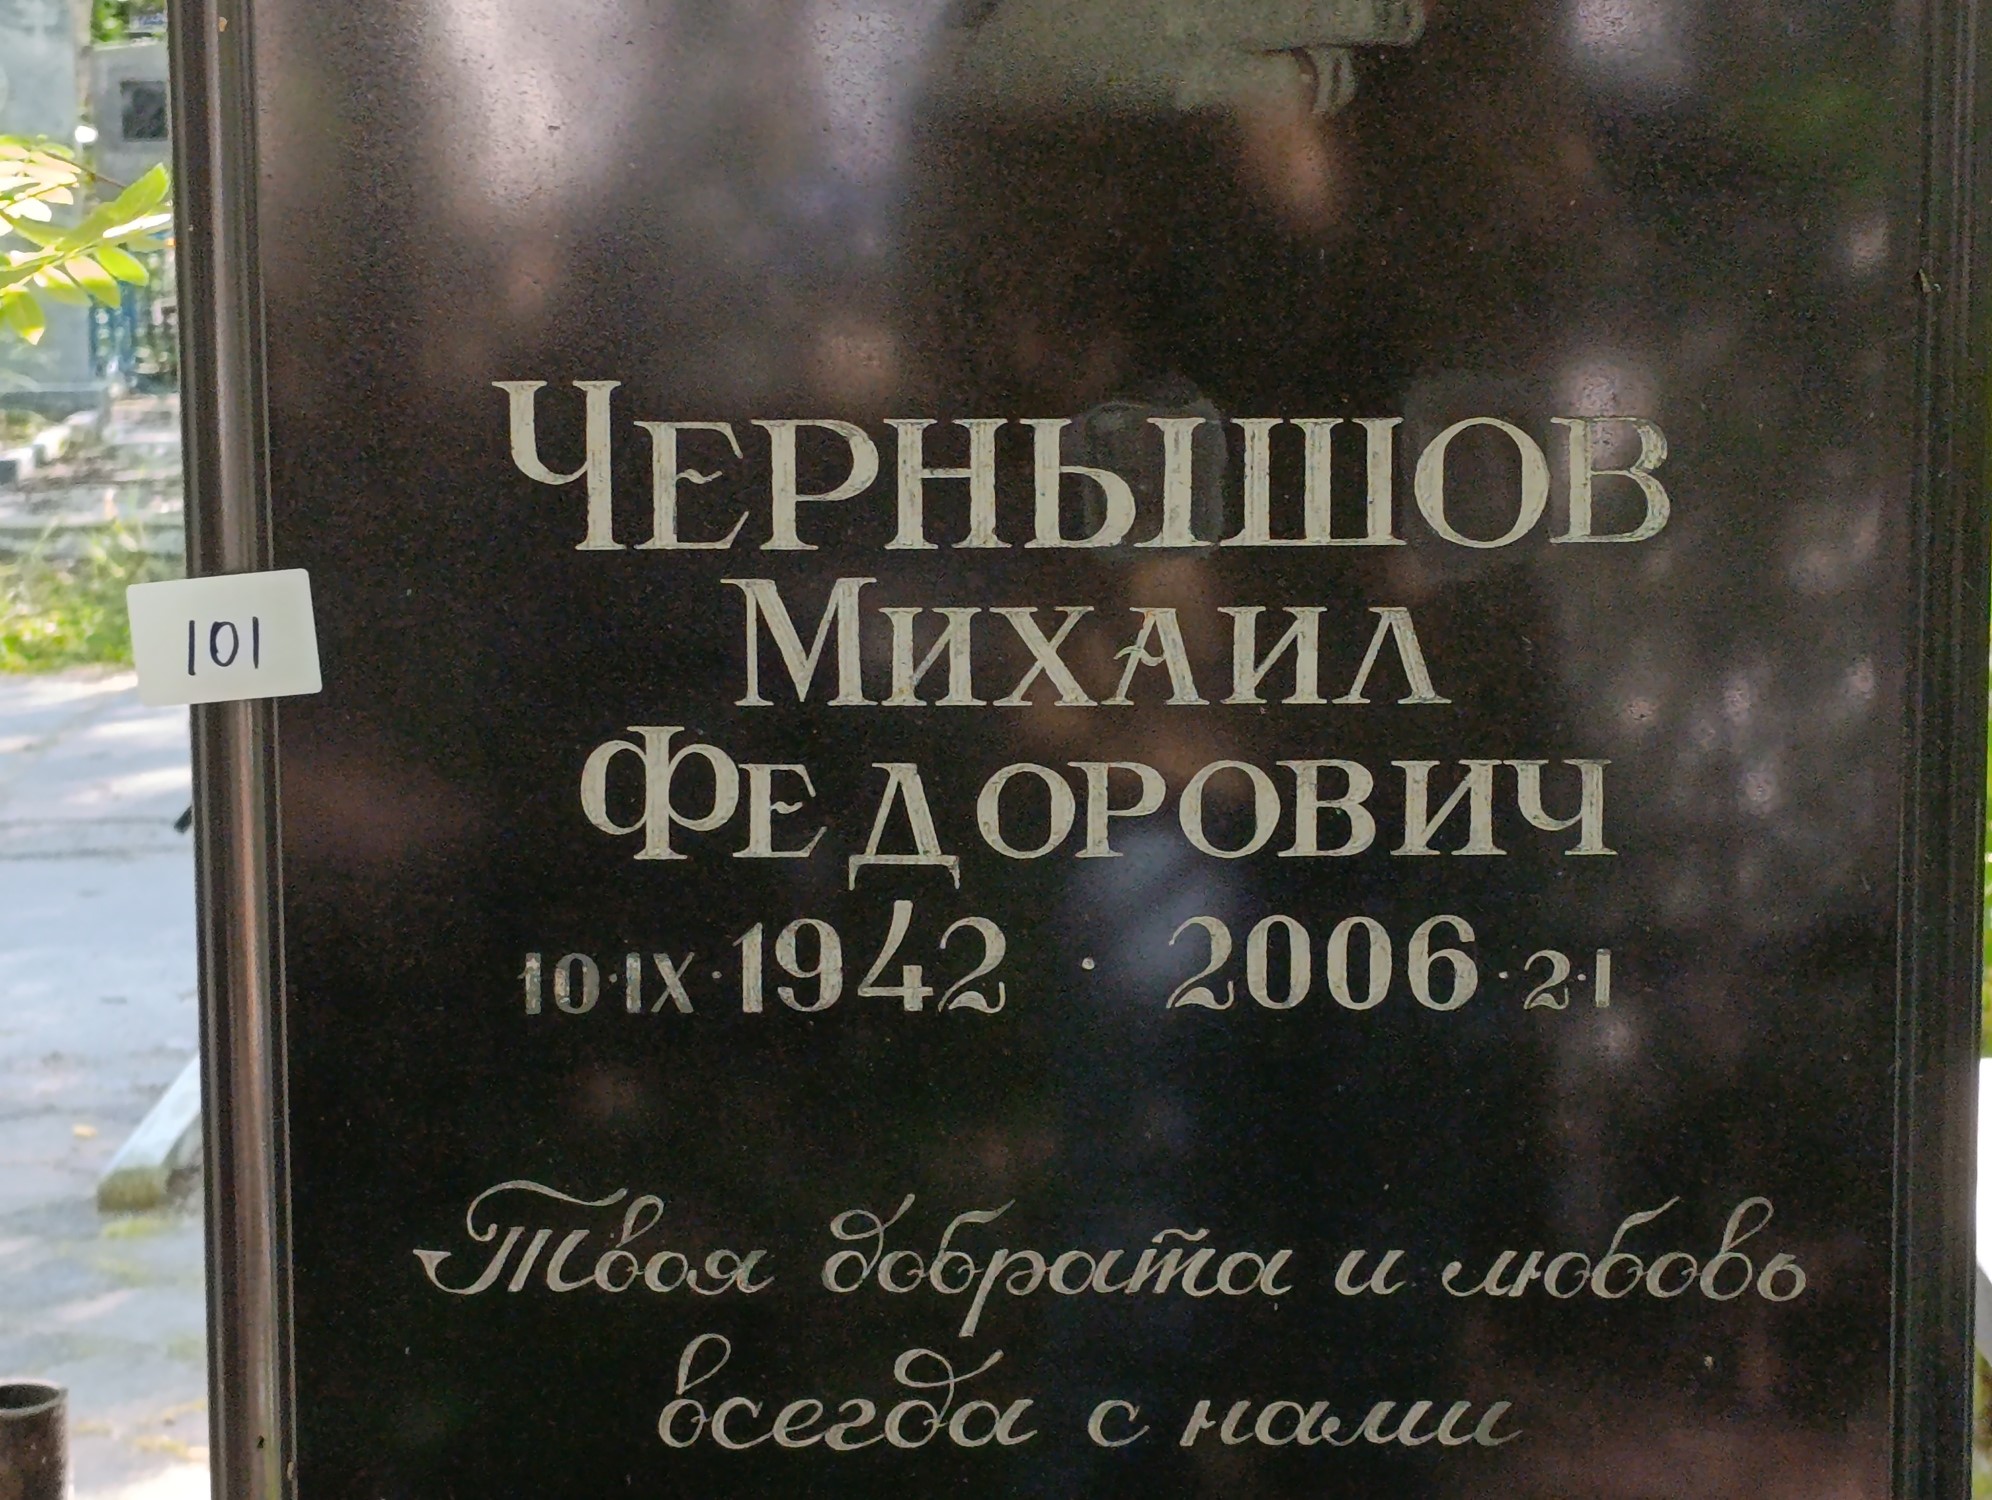 ЧЕРНЫШОВ
МИХАИЛ
ФЕДОРОВИЧ
101
10·IX·1942 · 2006·2·I
Твоя доброта и любовь
всегда с нами